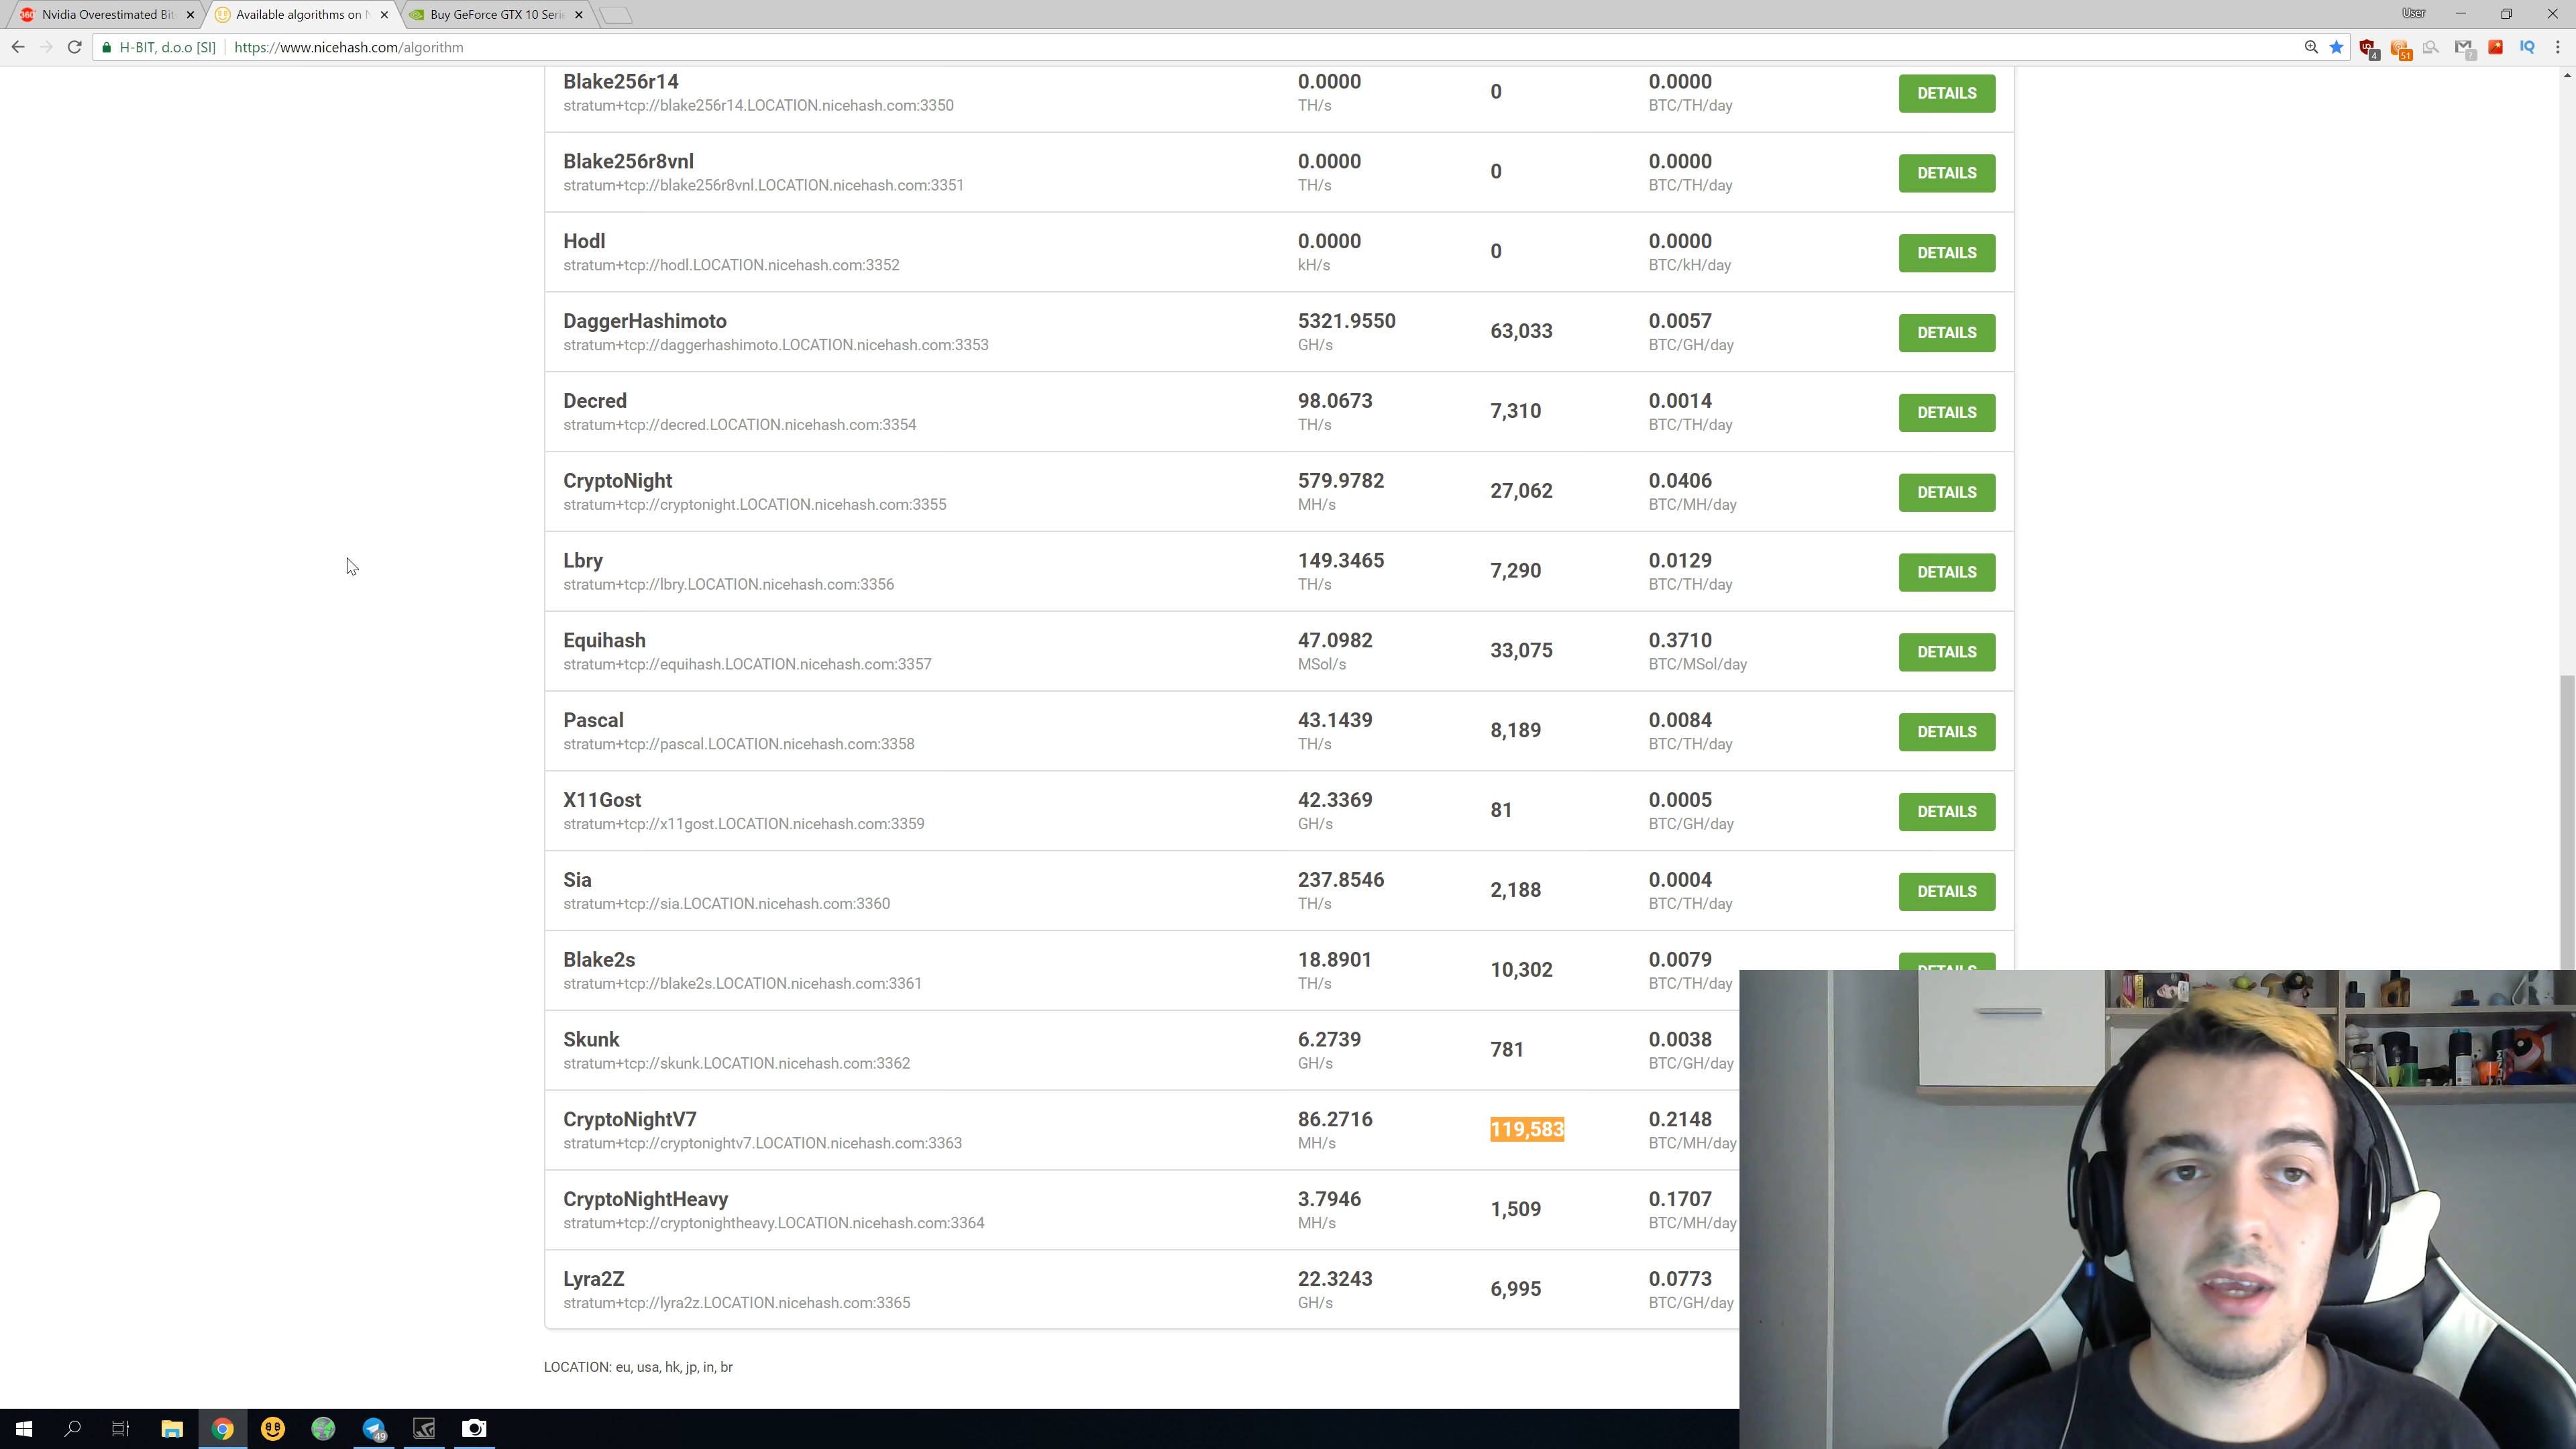 Nvidia Overestimated Bit
Available algorithms on N
Buy GeForce GTX 10 Serie
User
H-BIT, d.o.o [SI] https://www.nicehash.com/algorithm
4
51
?
IQ
Blake256r14 0.0000 0 0.0000 DETAILS
stratum+tcp://blake256r14.LOCATION.nicehash.com:3350 TH/s BTC/TH/day
Blake256r8vnl 0.0000 0 0.0000 DETAILS
stratum+tcp://blake256r8vnl.LOCATION.nicehash.com:3351 TH/s BTC/TH/day
Hodl 0.0000 0 0.0000 DETAILS
stratum+tcp://hodl.LOCATION.nicehash.com:3352 kH/s BTC/kH/day
DaggerHashimoto 5321.9550 63,033 0.0057 DETAILS
stratum+tcp://daggerhashimoto.LOCATION.nicehash.com:3353 GH/s BTC/GH/day
Decred 98.0673 7,310 0.0014 DETAILS
stratum+tcp://decred.LOCATION.nicehash.com:3354 TH/s BTC/TH/day
CryptoNight 579.9782 27,062 0.0406 DETAILS
stratum+tcp://cryptonight.LOCATION.nicehash.com:3355 MH/s BTC/MH/day
Lbry 149.3465 7,290 0.0129 DETAILS
stratum+tcp://lbry.LOCATION.nicehash.com:3356 TH/s BTC/TH/day
Equihash 47.0982 33,075 0.3710 DETAILS
stratum+tcp://equihash.LOCATION.nicehash.com:3357 MSol/s BTC/MSol/day
Pascal 43.1439 8,189 0.0084 DETAILS
stratum+tcp://pascal.LOCATION.nicehash.com:3358 TH/s BTC/TH/day
X11Gost 42.3369 81 0.0005 DETAILS
stratum+tcp://x11gost.LOCATION.nicehash.com:3359 GH/s BTC/GH/day
Sia 237.8546 2,188 0.0004 DETAILS
stratum+tcp://sia.LOCATION.nicehash.com:3360 TH/s BTC/TH/day
Blake2s 18.8901 10,302 0.0079 DETAILS
stratum+tcp://blake2s.LOCATION.nicehash.com:3361 TH/s BTC/TH/day
Skunk 6.2739 781 0.0038
stratum+tcp://skunk.LOCATION.nicehash.com:3362 GH/s BTC/GH/day
CryptoNightV7 86.2716 119,583 0.2148
stratum+tcp://cryptonightv7.LOCATION.nicehash.com:3363 MH/s BTC/MH/day
CryptoNightHeavy 3.7946 1,509 0.1707
stratum+tcp://cryptonightheavy.LOCATION.nicehash.com:3364 MH/s BTC/MH/day
Lyra2Z 22.3243 6,995 0.0773
stratum+tcp://lyra2z.LOCATION.nicehash.com:3365 GH/s BTC/GH/day
LOCATION: eu, usa, hk, jp, in, br
49